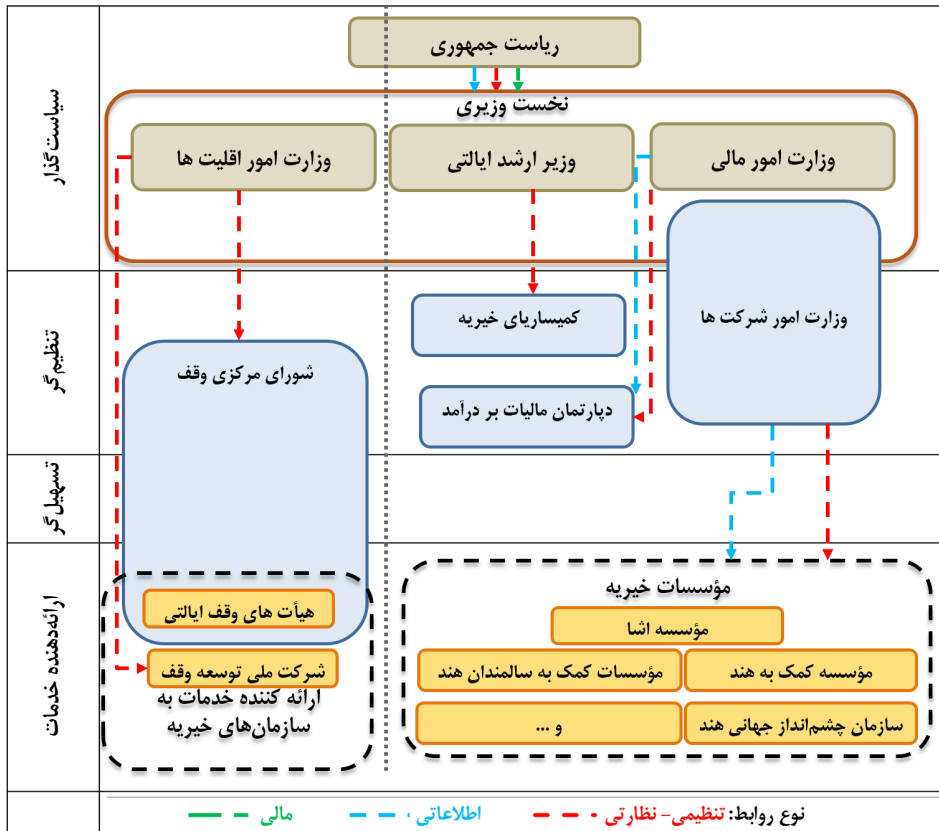 ریاست جمهوری
نخست وزیری
سیاست‌گذار
وزارت امور مالی
وزیر ارشد ایالتی
وزارت امور اقلیت ها
تنظیم‌گر
وزارت امور شرکت ها
کمیساریای خیریه
دپارتمان مالیات بر درآمد
شورای مرکزی وقف
تسهیل‌گر
ارائه‌دهنده خدمات
مؤسسات خیریه
مؤسسه اشا
مؤسسه کمک به هند
مؤسسات کمک به سالمندان هند
سازمان چشم‌انداز جهانی هند
و ...
هیأت های وقف ایالتی
شرکت ملی توسعه وقف
ارائه کننده خدمات به
سازمان‌های خیریه
نوع روابط: تنظیمی- نظارتی اطلاعاتی مالی